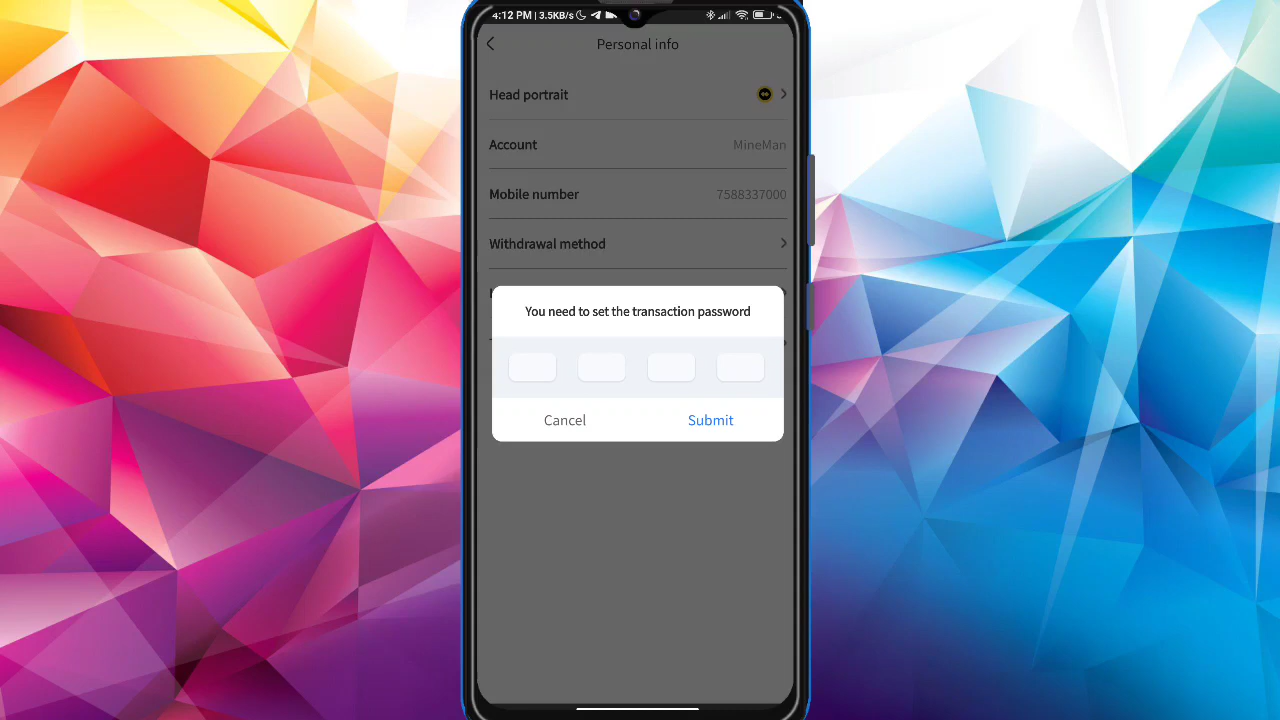 4:12 PM | 3.5KB/s
Personal info
Head portrait
Account MineMan
Mobile number 7588337000
Withdrawal method
You need to set the transaction password
Cancel Submit